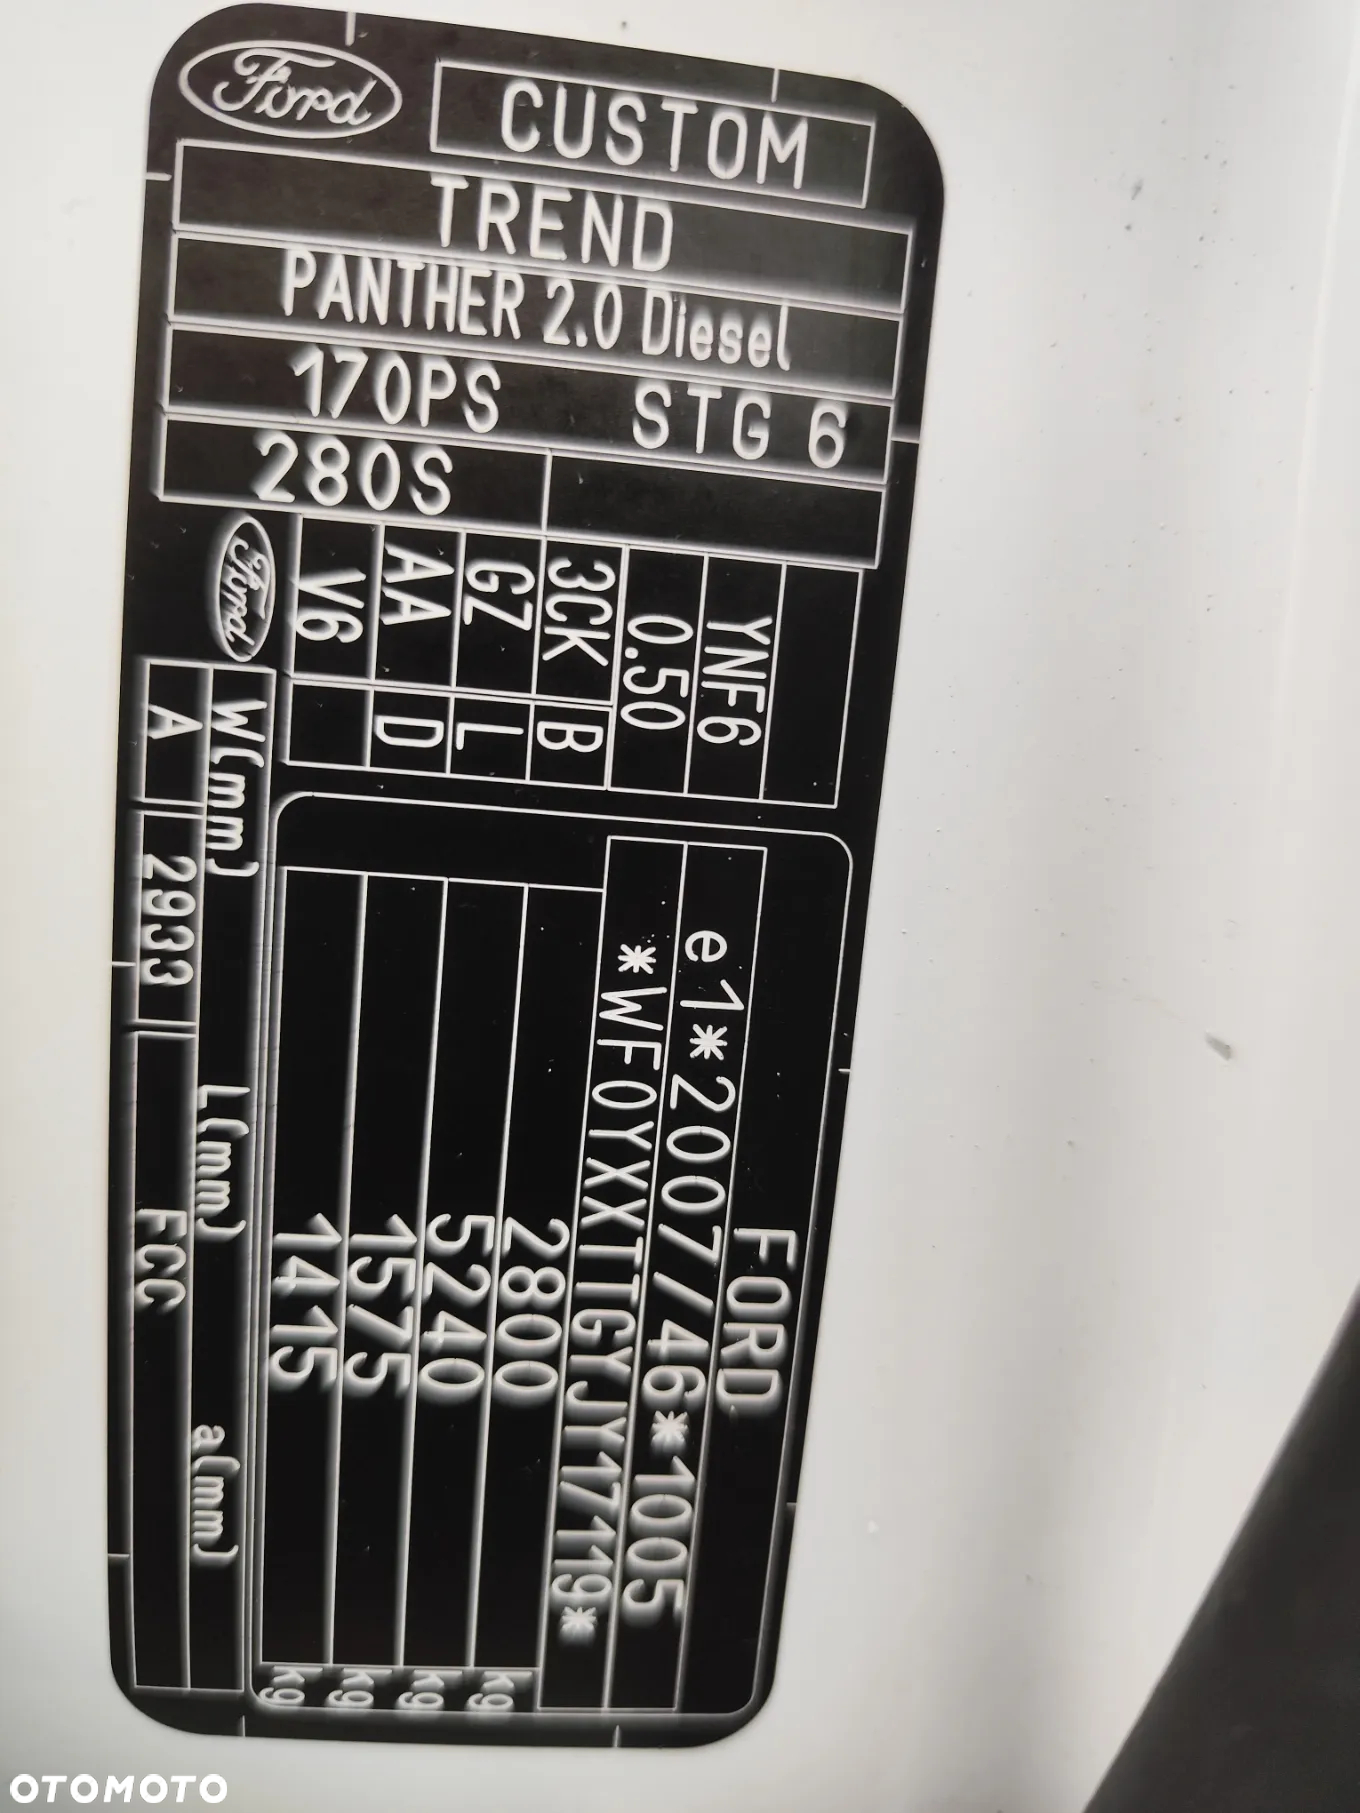 Ford
CUSTOM
TREND
PANTHER 2.0 Diesel
170PS STG 6
280S
YNF6
0.50
3CK B
GZ L
AA D
V6
Ford
FORD
e1*2007/46*1005
*WF0YXXTTGYJY17119*
2800 kg
5240 kg
1575 kg
1415 kg
W(mm) L(mm) a(mm)
A 2933 FCC
OTOMOTO